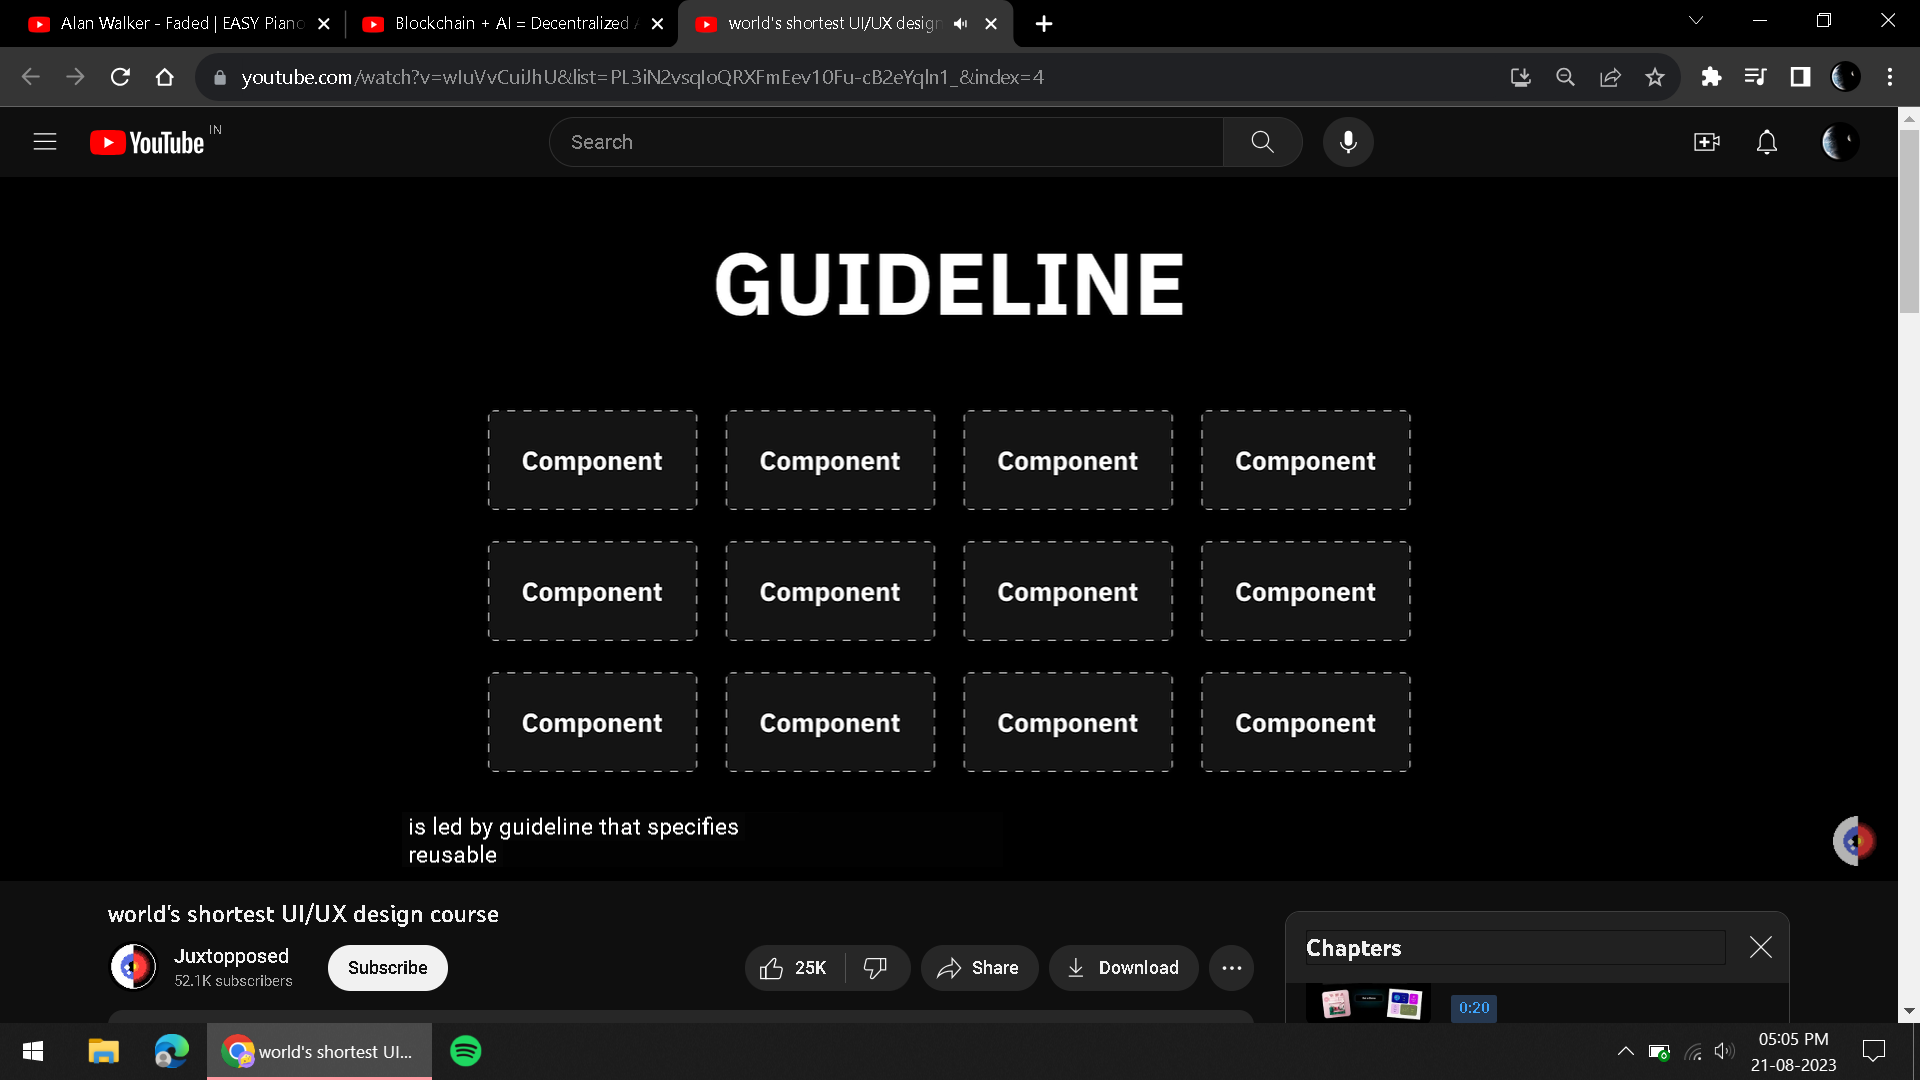 Alan Walker - Faded | EASY Piano
Blockchain + AI = Decentralized
world's shortest UI/UX design
youtube.com/watch?v=wIuVvCuiJhU&list=PL3iN2vsqIoQRXFmEev10Fu-cB2eYqln1_&index=4
YouTube IN
Search
GUIDELINE
Component Component Component Component
Component Component Component Component
Component Component Component Component
is led by guideline that specifies
reusable
world's shortest UI/UX design course
Juxtopposed
52.1K subscribers
Subscribe
25K
Share
Download
Chapters
0:20
world's shortest UI...
05:05 PM
21-08-2023